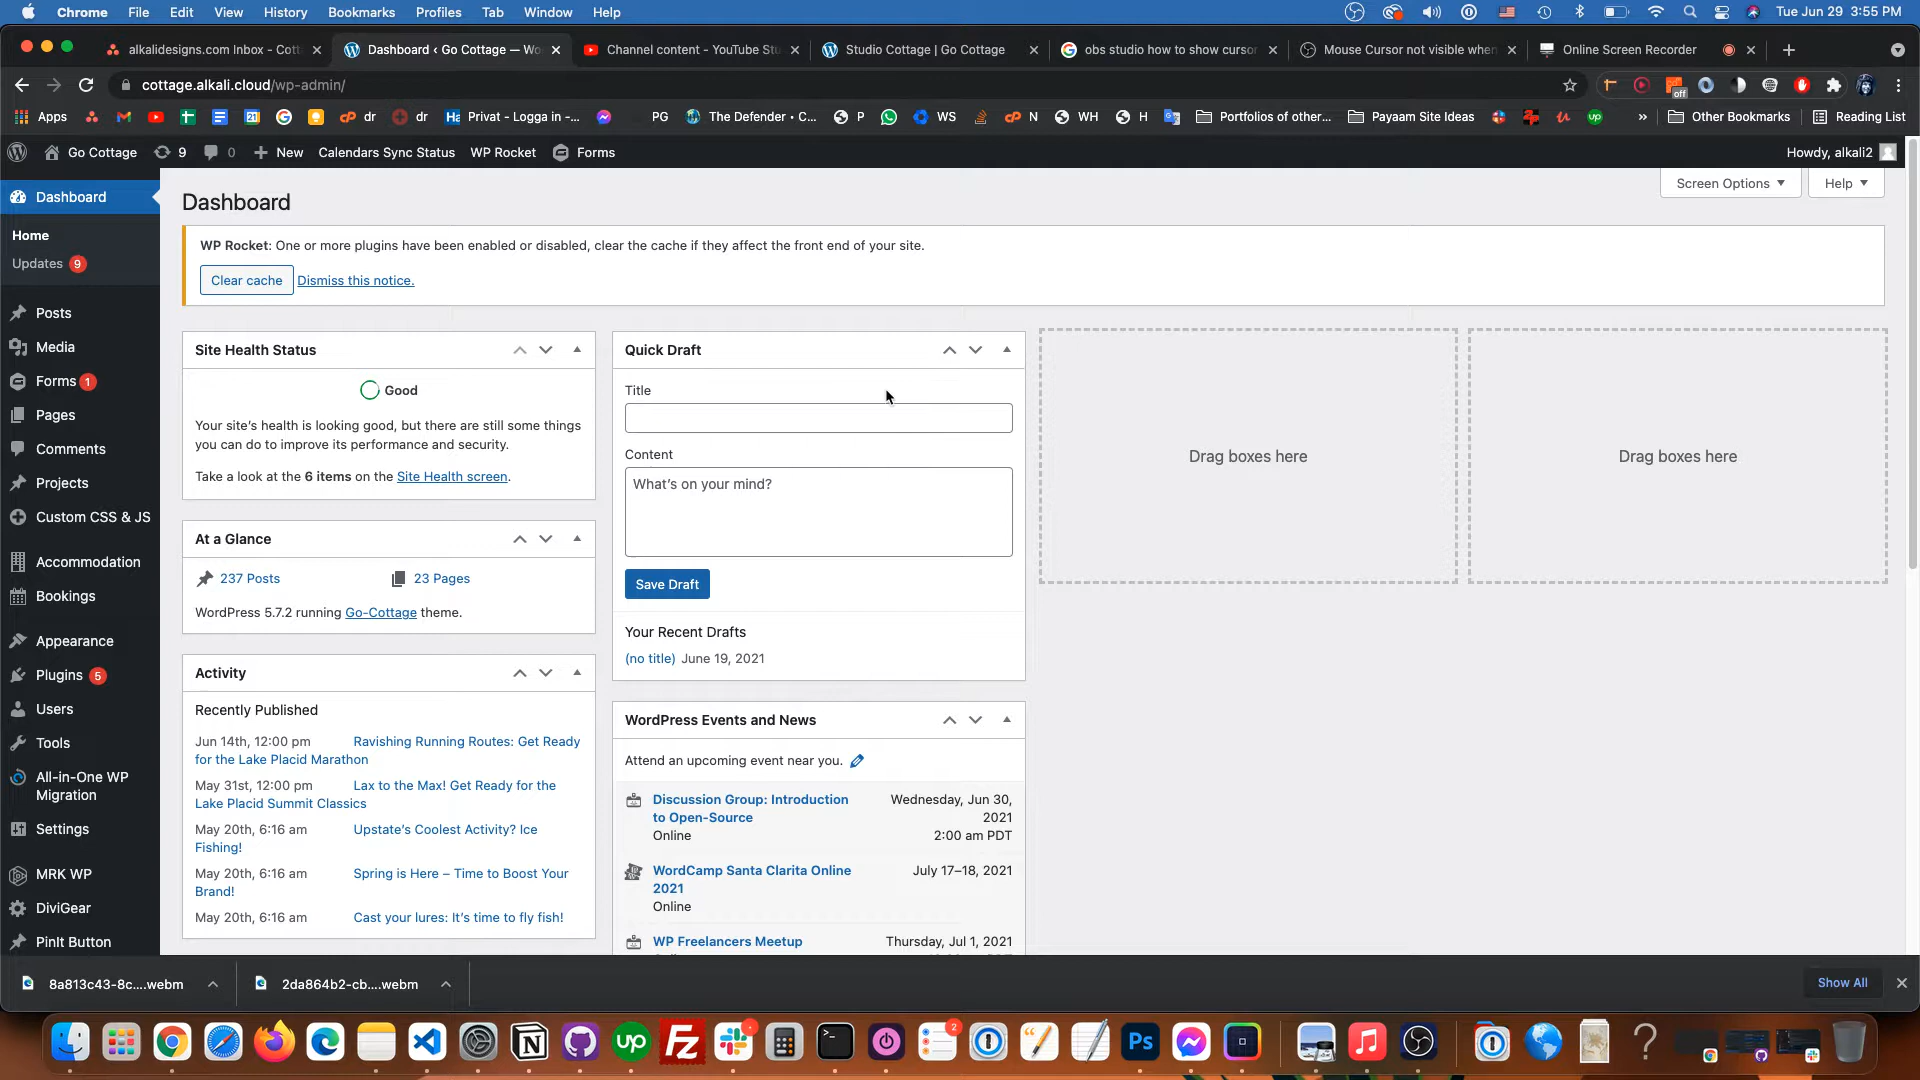 Chrome File Edit View History Bookmarks Profiles Tab Window Help Tue Jun 29 3:55 PM
alkalidesigns.com Inbox - Cott
Dashboard ‹ Go Cottage — Wo
Channel content - YouTube Stu
Studio Cottage | Go Cottage
obs studio how to show cursor
Mouse Cursor not visible when
Online Screen Recorder
cottage.alkali.cloud/wp-admin/
off
Apps dr dr Privat - Logga in -... PG The Defender • C... P WS N WH H Portfolios of other... Payaam Site Ideas » Other Bookmarks Reading List
Go Cottage 9 0 New Calendars Sync Status WP Rocket Forms Howdy, alkali2
Dashboard
Home
Updates 9
Posts
Media
Forms 1
Pages
Comments
Projects
Custom CSS & JS
Accommodation
Bookings
Appearance
Plugins 5
Users
Tools
All-in-One WP
Migration
Settings
MRK WP
DiviGear
PinIt Button
Screen Options Help
Dashboard
WP Rocket: One or more plugins have been enabled or disabled, clear the cache if they affect the front end of your site.
Clear cache Dismiss this notice.
Site Health Status
Good
Your site's health is looking good, but there are still some things
you can do to improve its performance and security.
Take a look at the 6 items on the Site Health screen.
At a Glance
237 Posts 23 Pages
WordPress 5.7.2 running Go-Cottage theme.
Activity
Recently Published
Jun 14th, 12:00 pm Ravishing Running Routes: Get Ready
for the Lake Placid Marathon
May 31st, 12:00 pm Lax to the Max! Get Ready for the
Lake Placid Summit Classics
May 20th, 6:16 am Upstate's Coolest Activity? Ice
Fishing!
May 20th, 6:16 am Spring is Here – Time to Boost Your
Brand!
May 20th, 6:16 am Cast your lures: It's time to fly fish!
Quick Draft
Title
Content
What's on your mind?
Save Draft
Your Recent Drafts
(no title) June 19, 2021
WordPress Events and News
Attend an upcoming event near you.
Discussion Group: Introduction Wednesday, Jun 30,
to Open-Source 2021
Online 2:00 am PDT
WordCamp Santa Clarita Online July 17–18, 2021
2021
Online
WP Freelancers Meetup Thursday, Jul 1, 2021
Drag boxes here
Drag boxes here
8a813c43-8c....webm
2da864b2-cb....webm
Show All
up
Fz
2
Ps